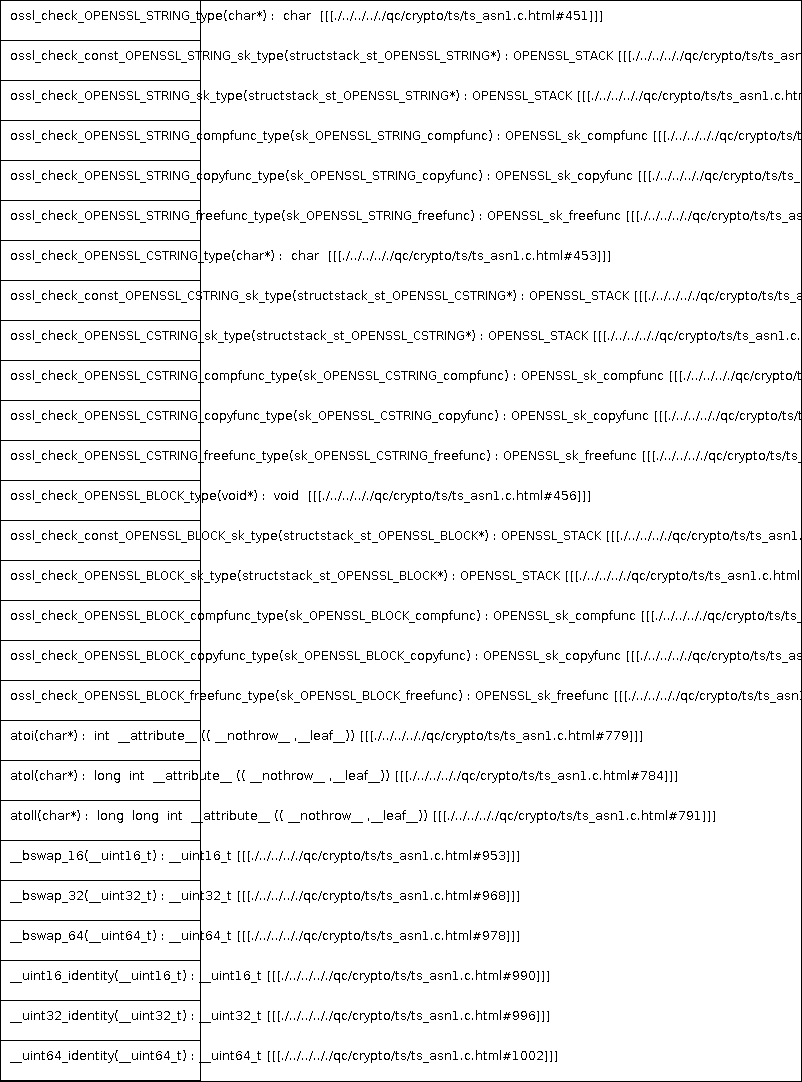 ossl_check_OPENSSL_STRING_type(char*) : char [[[./../../../qc/crypto/ts/ts_asn1.c.html#451]]]
ossl_check_const_OPENSSL_STRING_sk_type(structstack_st_OPENSSL_STRING*) : OPENSSL_STACK [[[./../../../../qc/crypto/ts/ts_asn
ossl_check_OPENSSL_STRING_sk_type(structstack_st_OPENSSL_STRING*) : OPENSSL_STACK [[[./../../../../qc/crypto/ts/ts_asn1.c.ht
ossl_check_OPENSSL_STRING_compfunc_type(sk_OPENSSL_STRING_compfunc) : OPENSSL_sk_compfunc [[[./../../../../qc/crypto/ts/t
ossl_check_OPENSSL_STRING_copyfunc_type(sk_OPENSSL_STRING_copyfunc) : OPENSSL_sk_copyfunc [[[./../../../../qc/crypto/ts/ts_
ossl_check_OPENSSL_STRING_freefunc_type(sk_OPENSSL_STRING_freefunc) : OPENSSL_sk_freefunc [[[./../../../../qc/crypto/ts/ts_as
ossl_check_OPENSSL_CSTRING_type(char*) : char [[[./../../../../qc/crypto/ts/ts_asn1.c.html#453]]]
ossl_check_const_OPENSSL_CSTRING_sk_type(structstack_st_OPENSSL_CSTRING*) : OPENSSL_STACK [[[./../../../../qc/crypto/ts/ts_a
ossl_check_OPENSSL_CSTRING_sk_type(structstack_st_OPENSSL_CSTRING*) : OPENSSL_STACK [[[./../../../../qc/crypto/ts/ts_asn1.c.
ossl_check_OPENSSL_CSTRING_compfunc_type(sk_OPENSSL_CSTRING_compfunc) : OPENSSL_sk_compfunc [[[./../../../../qc/crypto/t
ossl_check_OPENSSL_CSTRING_copyfunc_type(sk_OPENSSL_CSTRING_copyfunc) : OPENSSL_sk_copyfunc [[[./../../../../qc/crypto/ts/t
ossl_check_OPENSSL_CSTRING_freefunc_type(sk_OPENSSL_CSTRING_freefunc) : OPENSSL_sk_freefunc [[[./../../../../qc/crypto/ts/ts_
ossl_check_OPENSSL_BLOCK_type(void*) : void [[[./../../../../qc/crypto/ts/ts_asn1.c.html#456]]]
ossl_check_const_OPENSSL_BLOCK_sk_type(structstack_st_OPENSSL_BLOCK*) : OPENSSL_STACK [[[./../../../../qc/crypto/ts/ts_asn1.
ossl_check_OPENSSL_BLOCK_sk_type(structstack_st_OPENSSL_BLOCK*) : OPENSSL_STACK [[[./../../../../qc/crypto/ts/ts_asn1.c.html
ossl_check_OPENSSL_BLOCK_compfunc_type(sk_OPENSSL_BLOCK_compfunc) : OPENSSL_sk_compfunc [[[./../../../../qc/crypto/ts/ts_
ossl_check_OPENSSL_BLOCK_copyfunc_type(sk_OPENSSL_BLOCK_copyfunc) : OPENSSL_sk_copyfunc [[[./../../../../qc/crypto/ts/ts_as
ossl_check_OPENSSL_BLOCK_freefunc_type(sk_OPENSSL_BLOCK_freefunc) : OPENSSL_sk_freefunc [[[./../../../../qc/crypto/ts/ts_asn1
atoi(char*) : int __attribute__ (( __nothrow__ ,__leaf__)) [[[./../../../../qc/crypto/ts/ts_asn1.c.html#779]]]
atol(char*) : long int __attribute__ (( __nothrow__ ,__leaf__)) [[[./../../../../qc/crypto/ts/ts_asn1.c.html#784]]]
atoll(char*) : long long int __attribute__ (( __nothrow__ ,__leaf__)) [[[./../../../../qc/crypto/ts/ts_asn1.c.html#791]]]
__bswap_16(__uint16_t) : __uint16_t [[[./../../../../qc/crypto/ts/ts_asn1.c.html#953]]]
__bswap_32(__uint32_t) : __uint32_t [[[./../../../../qc/crypto/ts/ts_asn1.c.html#968]]]
__bswap_64(__uint64_t) : __uint64_t [[[./../../../../qc/crypto/ts/ts_asn1.c.html#978]]]
__uint16_identity(__uint16_t) : __uint16_t [[[./../../../../qc/crypto/ts/ts_asn1.c.html#990]]]
__uint32_identity(__uint32_t) : __uint32_t [[[./../../../../qc/crypto/ts/ts_asn1.c.html#996]]]
__uint64_identity(__uint64_t) : __uint64_t [[[./../../../../qc/crypto/ts/ts_asn1.c.html#1002]]]